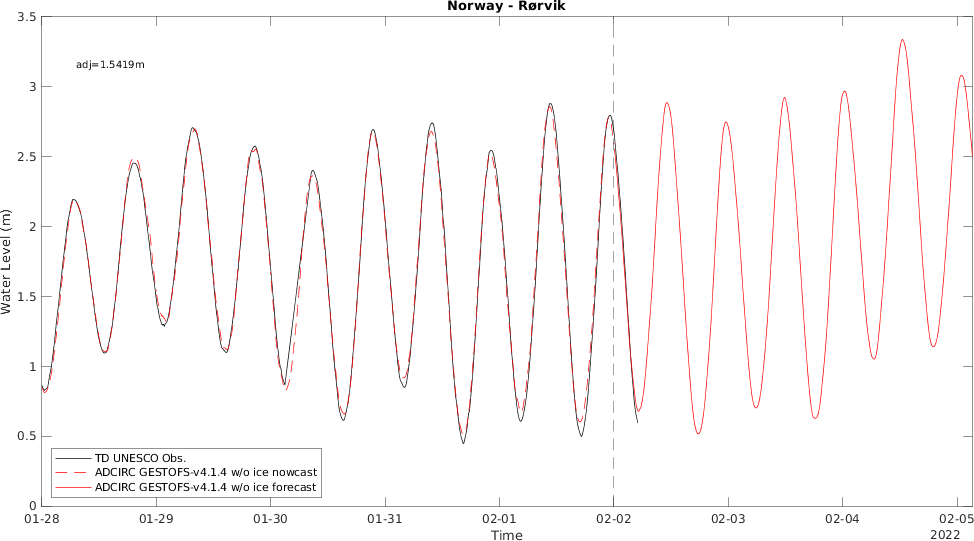 Norway - Rørvik
3.5
adj=1.5419m
3
2.5
2
1.5
1
0.5
0
Water Level (m)
TD UNESCO Obs.
ADCIRC GESTOFS-v4.1.4 w/o ice nowcast
ADCIRC GESTOFS-v4.1.4 w/o ice forecast
01-28 01-29 01-30 01-31 02-01 02-02 02-03 02-04 02-05
Time
2022